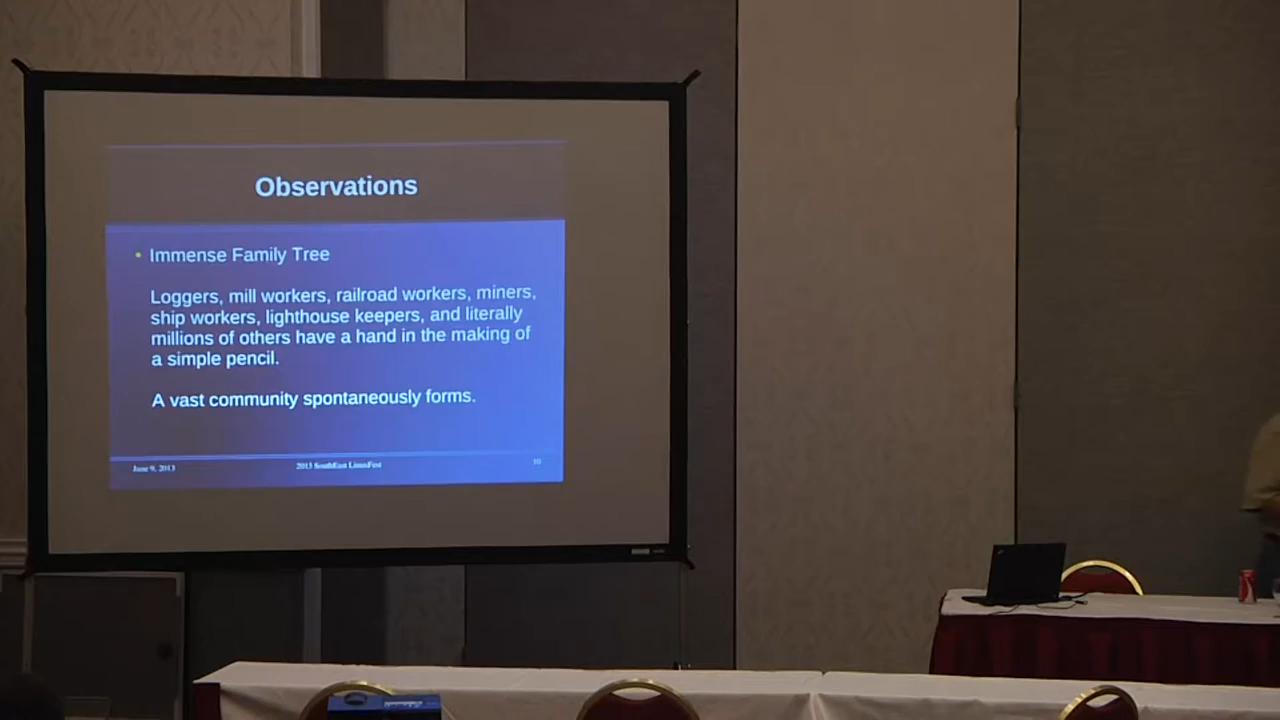 Observations
• Immense Family Tree
Loggers, mill workers, railroad workers, miners,
ship workers, lighthouse keepers, and literally
millions of others have a hand in the making of
a simple pencil.
A vast community spontaneously forms.
June 9, 2013 2013 SouthEast LinuxFest 10